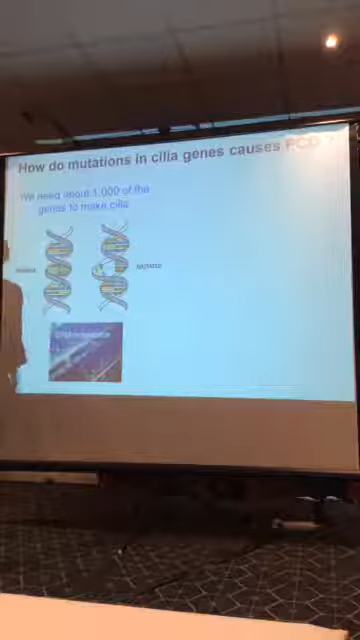 How do mutations in cilia genes causes PCD ?
We need about 1,000 of the
genes to make cilia